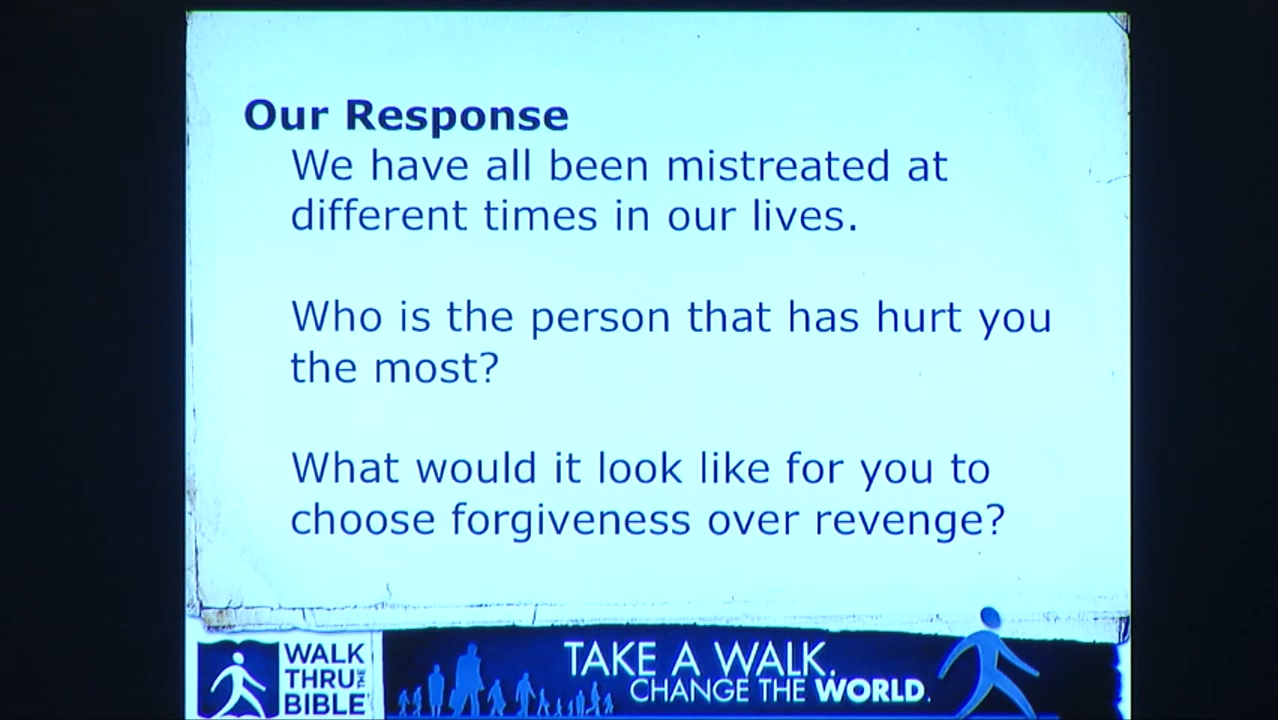 Our Response
We have all been mistreated at
different times in our lives.
Who is the person that has hurt you
the most?
What would it look like for you to
choose forgiveness over revenge?
WALK
THRU THE
BIBLE
TAKE A WALK.
CHANGE THE WORLD.